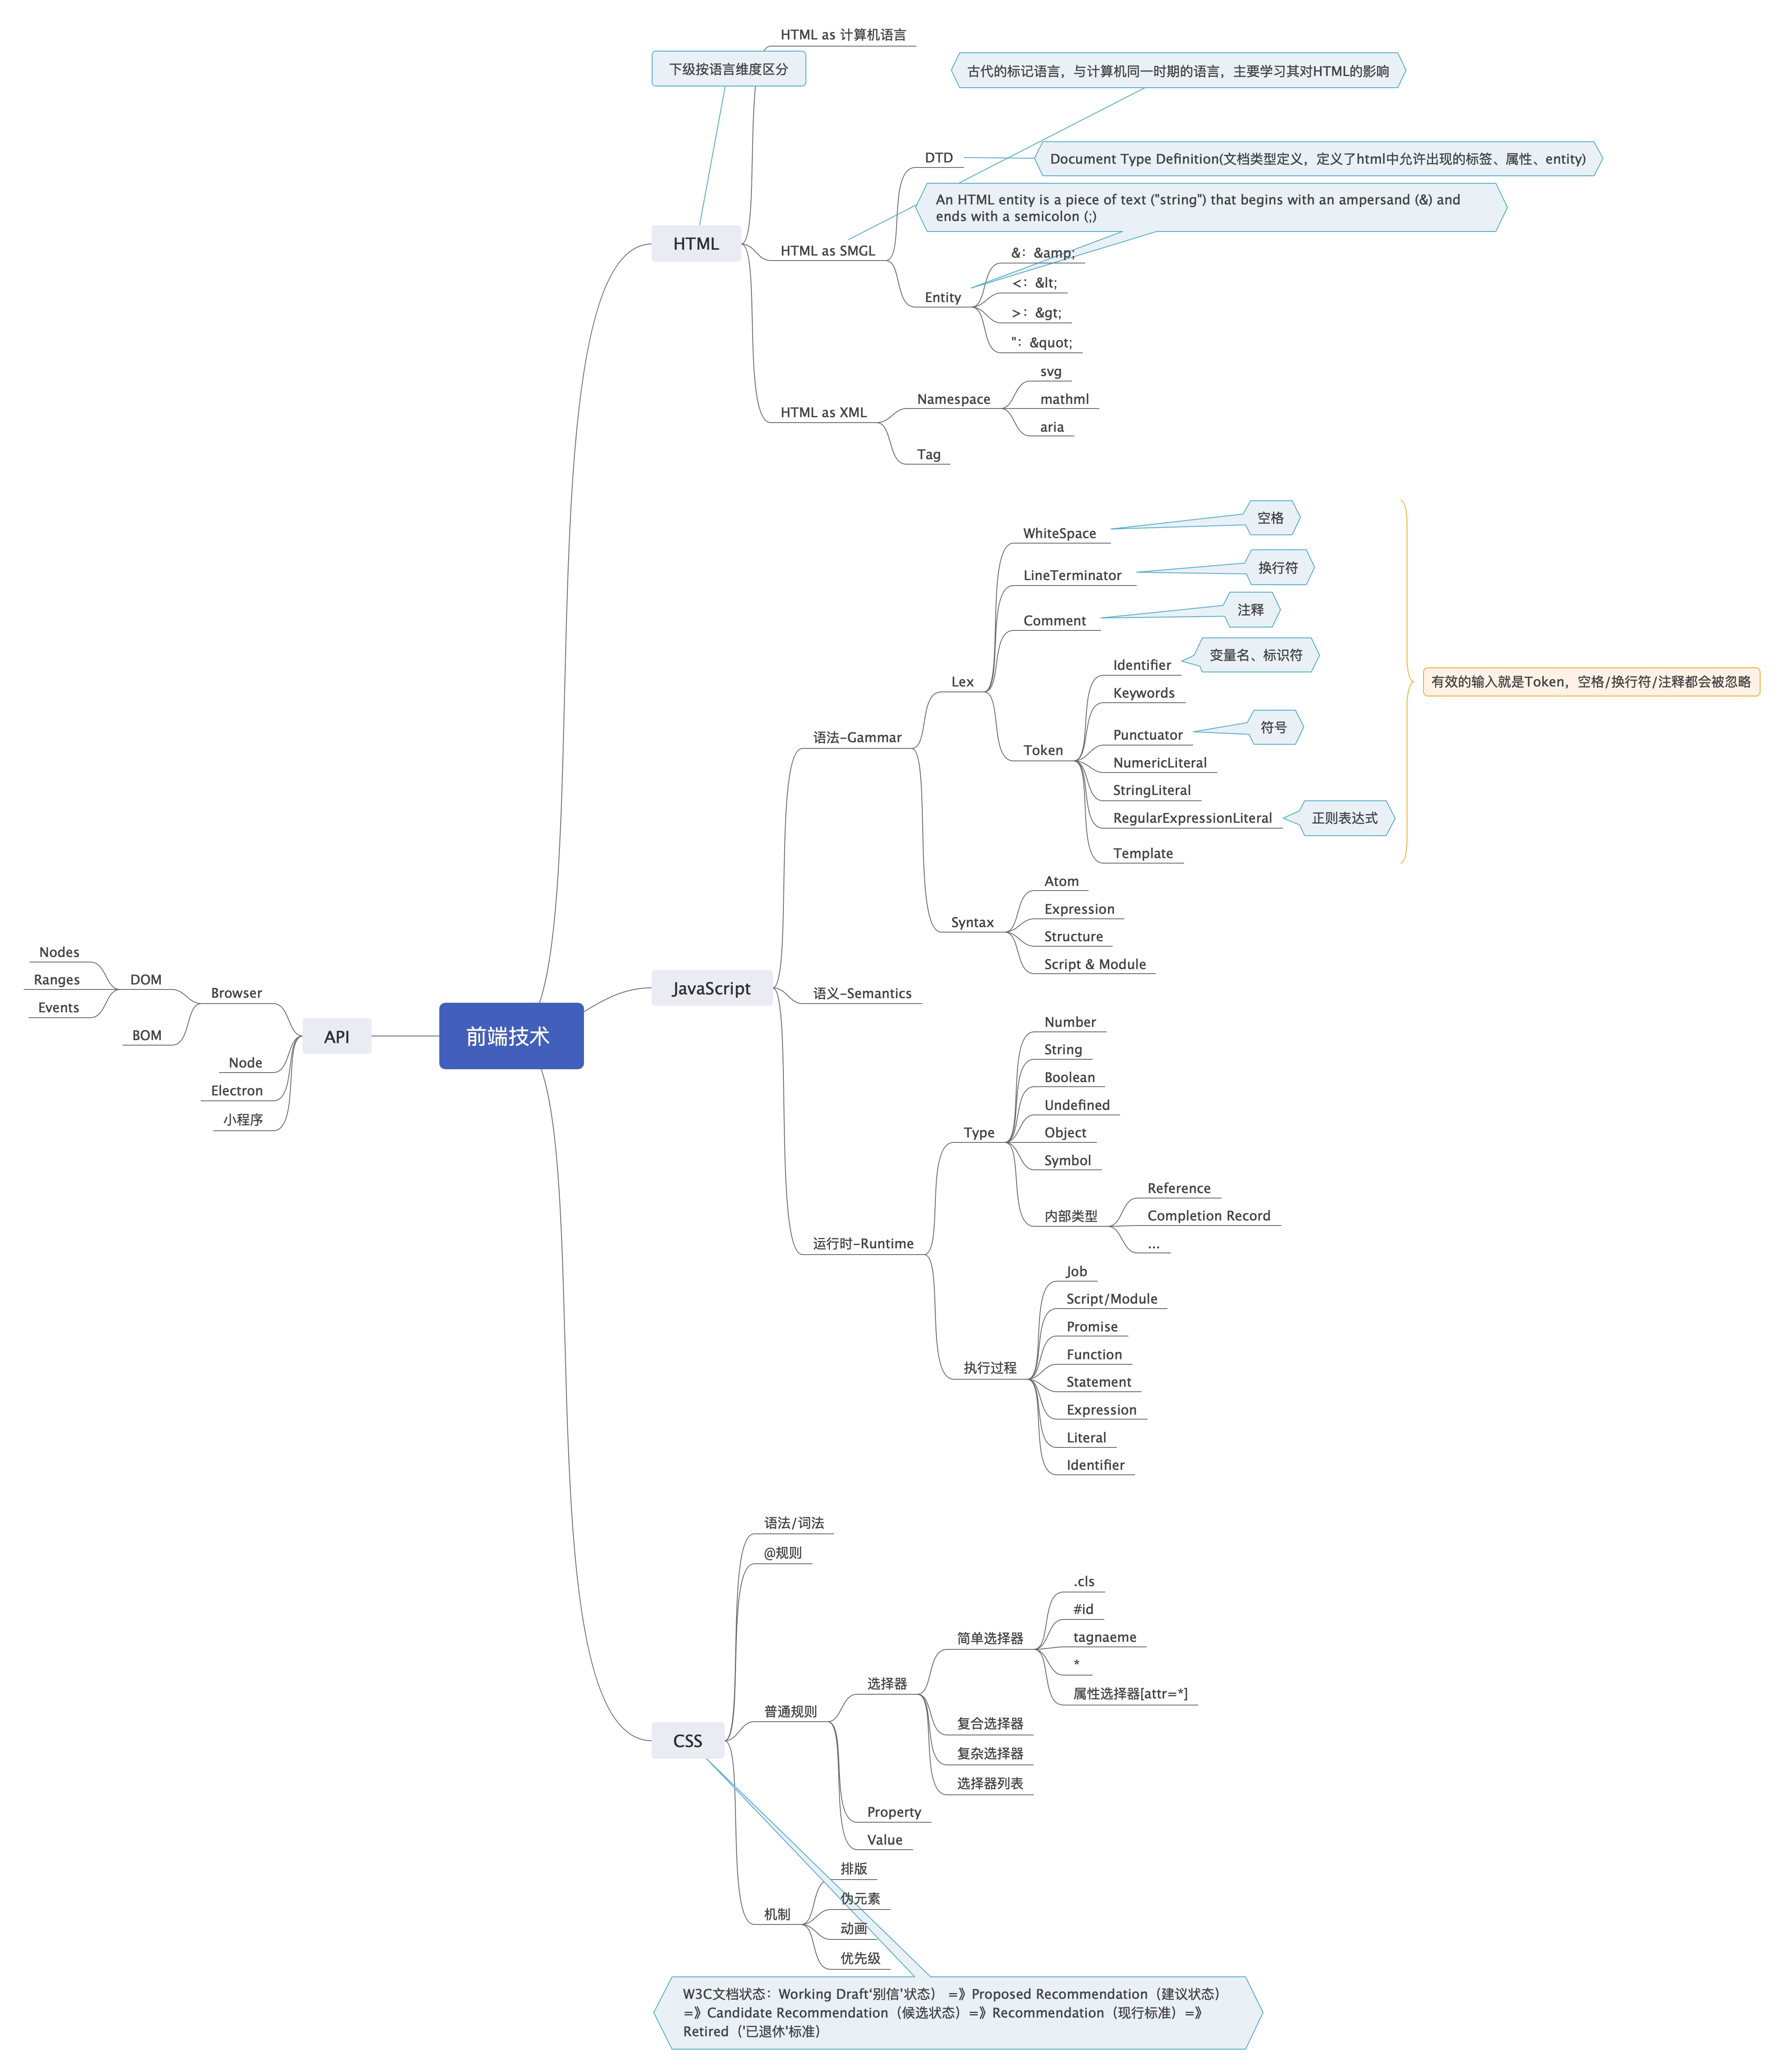 HTML as 计算机语言
下级按语言维度区分
古代的标记语言，与计算机同一时期的语言，主要学习其对HTML的影响
DTD
Document Type Definition(文档类型定义，定义了html中允许出现的标签、属性、entity)
An HTML entity is a piece of text ("string") that begins with an ampersand (&) and
ends with a semicolon (;)
HTML
HTML as SMGL
&：&amp;
<：&lt;
Entity
>：&gt;
"：&quot;
svg
Namespace
mathml
HTML as XML
aria
Tag
WhiteSpace
空格
LineTerminator
换行符
Comment
注释
Identifier
变量名、标识符
Lex
有效的输入就是Token，空格/换行符/注释都会被忽略
Keywords
语法-Gammar
Punctuator
符号
Token
NumericLiteral
StringLiteral
RegularExpressionLiteral
正则表达式
Template
Atom
Expression
Syntax
Structure
Script & Module
JavaScript
语义-Semantics
Nodes
Ranges
DOM
Browser
Events
BOM
API
前端技术
Node
Electron
小程序
Number
String
Boolean
Undefined
Type
Object
Symbol
Reference
内部类型
Completion Record
...
运行时-Runtime
Job
Script/Module
Promise
Function
执行过程
Statement
Expression
Literal
Identifier
语法/词法
@规则
.cls
#id
简单选择器
tagnaeme
*
属性选择器[attr=*]
选择器
普通规则
复合选择器
CSS
复杂选择器
选择器列表
Property
Value
排版
伪元素
机制
动画
优先级
W3C文档状态：Working Draft‘别信’状态） =》Proposed Recommendation（建议状态）
=》Candidate Recommendation（候选状态）=》Recommendation（现行标准）=》
Retired（‘已退休’标准）